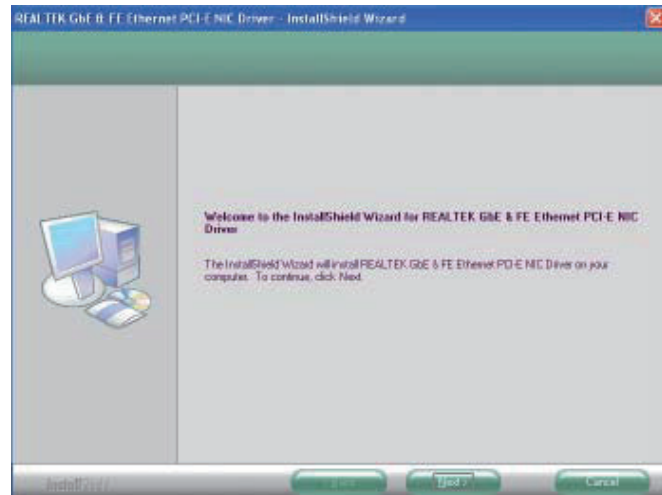 REALTEK GbE & FE Ethernet PCI-E NIC Driver - InstallShield Wizard
Welcome to the InstallShield Wizard for REALTEK GbE & FE Ethernet PCI-E NIC
Driver
The InstallShield Wizard will install REALTEK GbE & FE Ethernet PCI-E NIC Driver on your
computer. To continue, click Next.
InstallShield
Next >
Cancel